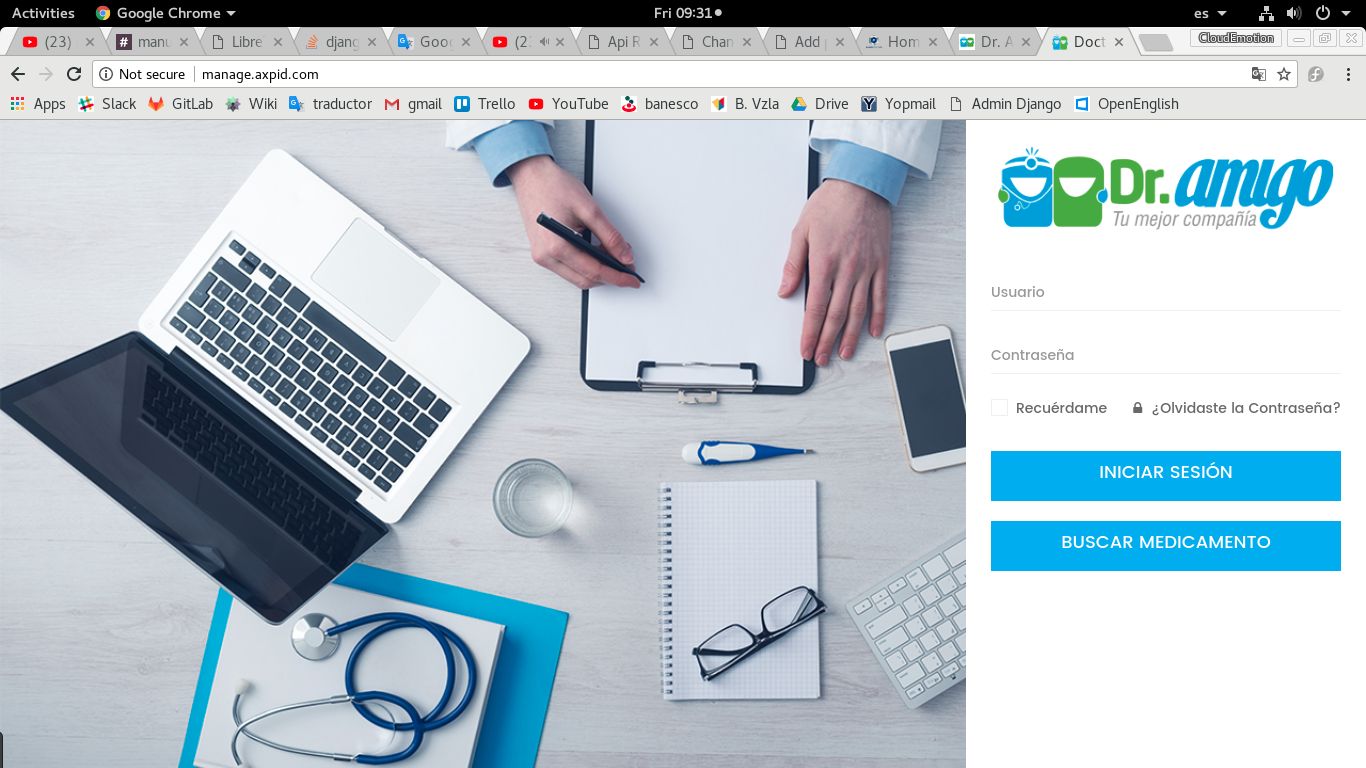 Activities Google Chrome Fri 09:31 es
(23) manu Libre djang Goog (2 Api R Chan Add Hom Dr. A Doct CloudEmotion
Not secure manage.axpid.com
Apps Slack GitLab Wiki traductor gmail Trello YouTube banesco B. Vzla Drive Yopmail Admin Django OpenEnglish
Dr. amigo
Tu mejor compañía
Usuario
Contraseña
Recuérdame ¿Olvidaste la Contraseña?
INICIAR SESIÓN
BUSCAR MEDICAMENTO